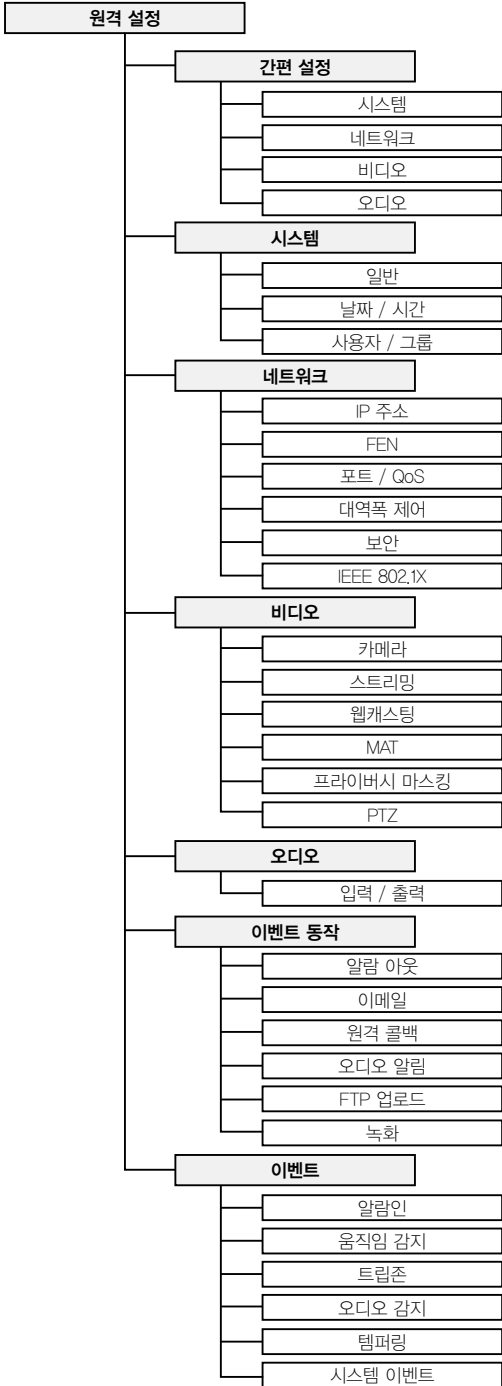 원격 설정
간편 설정
시스템
네트워크
비디오
오디오
시스템
일반
날짜 / 시간
사용자 / 그룹
네트워크
IP 주소
FEN
포트 / QoS
대역폭 제어
보안
IEEE 802.1X
비디오
카메라
스트리밍
웹캐스팅
MAT
프라이버시 마스킹
PTZ
오디오
입력 / 출력
이벤트 동작
알람 아웃
이메일
원격 콜백
오디오 알림
FTP 업로드
녹화
이벤트
알람인
움직임 감지
트립존
오디오 감지
템퍼링
시스템 이벤트